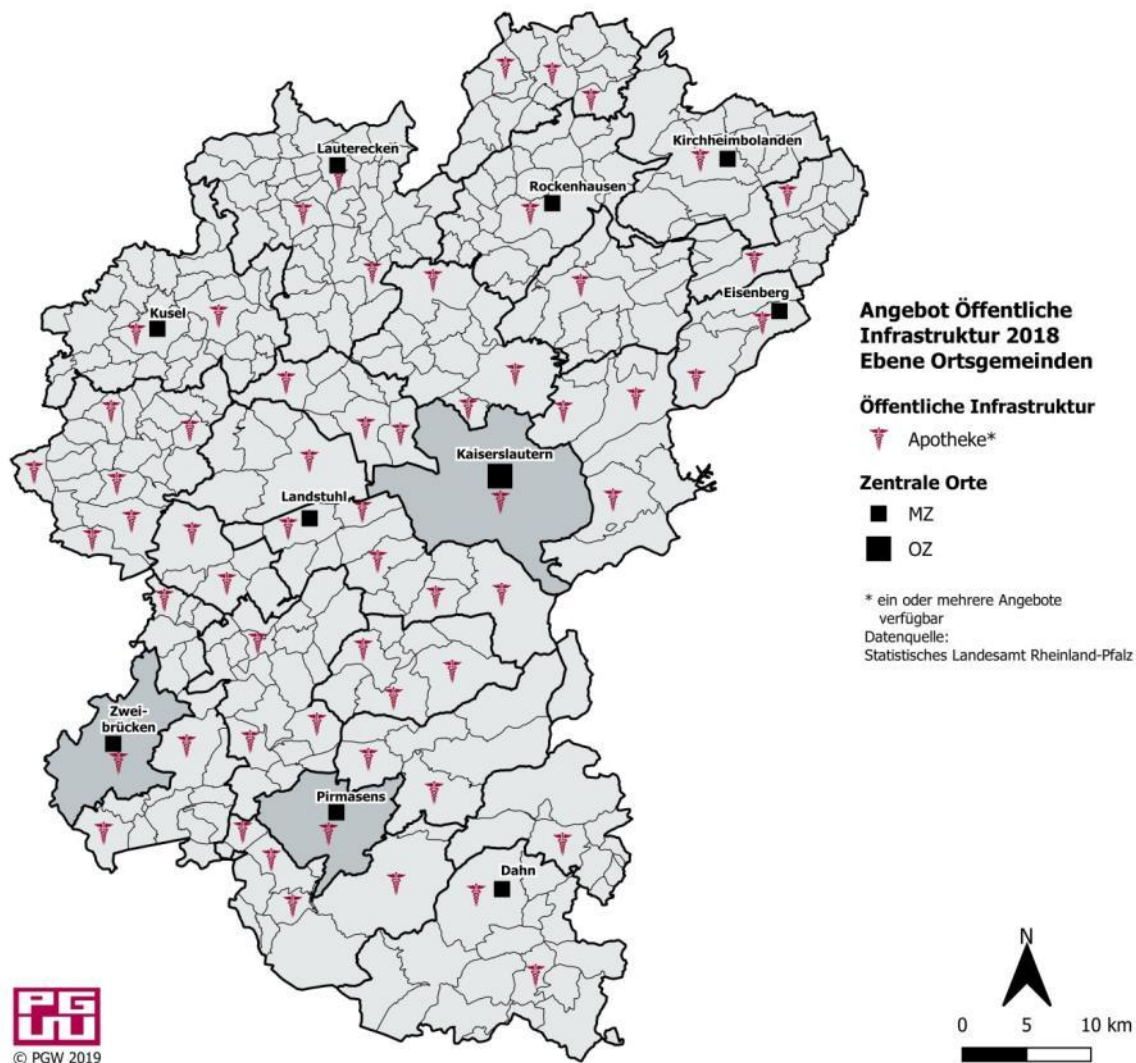 Kirchheimbolanden
Lauterecken
Rockenhausen
Eisenberg
Kusel
Kaiserslautern
Landstuhl
Zwei-
brücken
Pirmasens
Dahn
Angebot Öffentliche
Infrastruktur 2018
Ebene Ortsgemeinden
Öffentliche Infrastruktur
Apotheke*
Zentrale Orte
MZ
OZ
* ein oder mehrere Angebote
verfügbar
Datenquelle:
Statistisches Landesamt Rheinland-Pfalz
N
0 5 10 km
PGW
© PGW 2019